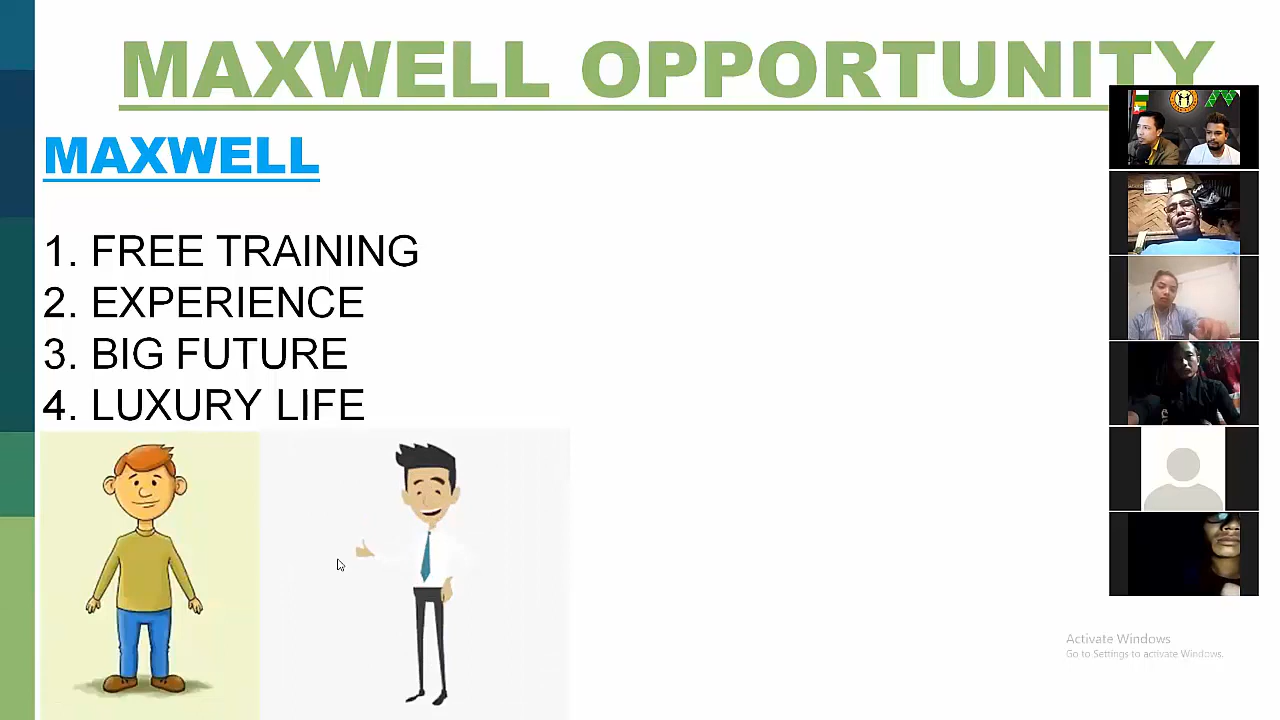 MAXWELL OPPORTUNITY
MAXWELL
1. FREE TRAINING
2. EXPERIENCE
3. BIG FUTURE
4. LUXURY LIFE
Activate Windows
Go to Settings to activate Windows.